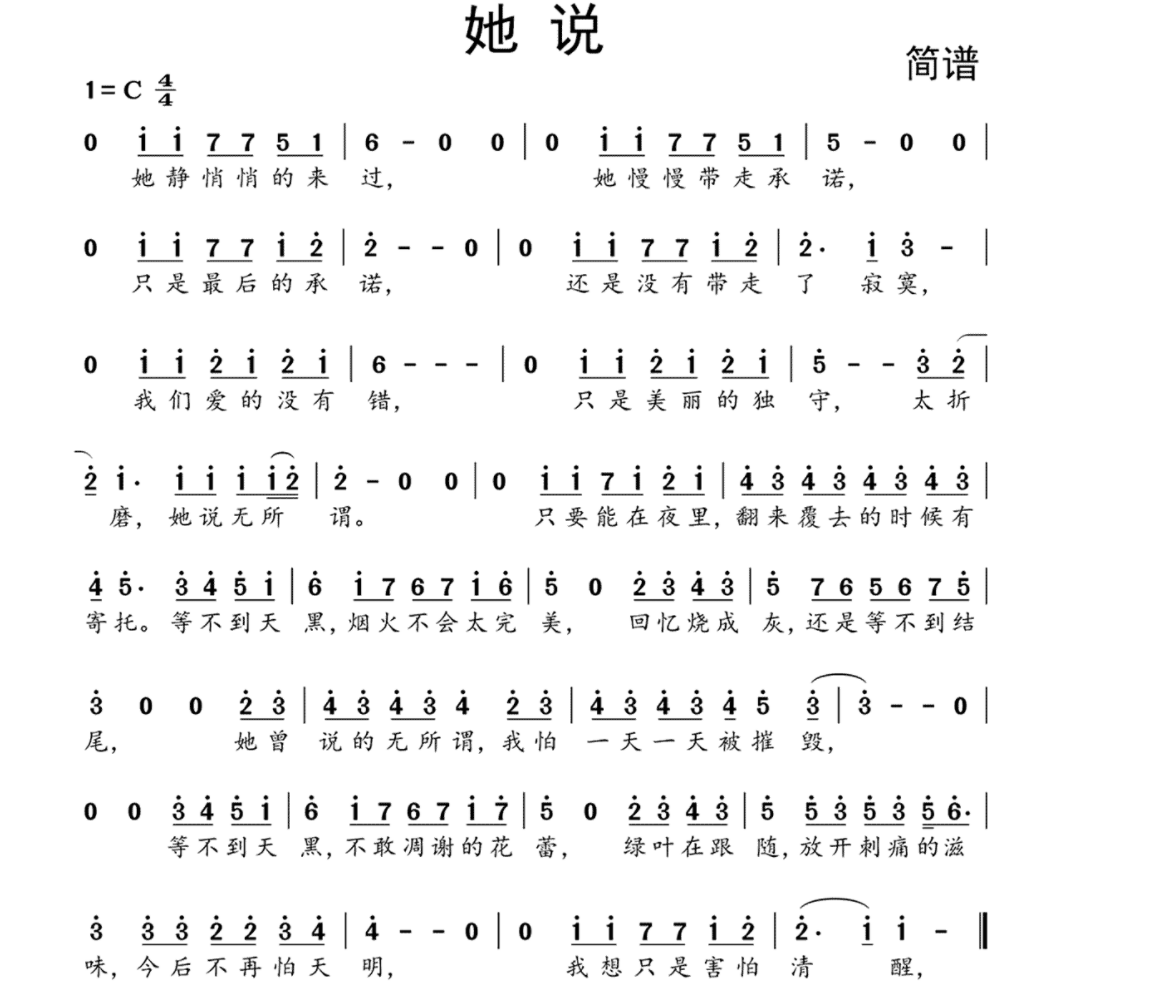 她 说
简谱
1=C 4/4
0 i̲ i̲ 7̲ 7̲ 5̲ 1̲ | 6 - 0 0 | 0 i̲ i̲ 7̲ 7̲ 5̲ 1̲ | 5 - 0 0 |
她静悄悄的来 过， 她慢慢带走承 诺，
0 i̲ i̲ 7̲ 7̲ i̲ 2̲̇ | 2̇ - - 0 | 0 i̲ i̲ 7̲ 7̲ i̲ 2̲̇ | 2̇· i̲ 3̇ - |
只是最后的承 诺， 还是没有带走 了 寂寞，
0 i̲ i̲ 2̲̇ i̲ 2̲̇ i̲ | 6 - - - | 0 i̲ i̲ 2̲̇ i̲ 2̲̇ i̲ | 5̇ - - 3̲̇ 2̲̇ |
我们爱的没有 错， 只是美丽的独 守， 太折
2̲̇ i· i̲ i̲ i̲ i̲ 2̲̇ | 2̇ - 0 0 | 0 i̲ i̲ 7̲ i̲ 2̲̇ i̲ | 4̲̇ 3̲̇ 4̲̇ 3̲̇ 4̲̇ 3̲̇ 4̲̇ 3̲̇ |
磨， 她说无所 谓。 只要能在夜里， 翻来覆去的时候有
4̲̇ 5̇· 3̲̇ 4̲̇ 5̲̇ i̲ | 6̇ i̲ 7̲ 6̲ 7̲ i̲ 6̲̇ | 5̇ 0 2̲̇ 3̲̇ 4̲̇ 3̲̇ | 5̇ 7̲ 6̲ 5̲ 6̲ 7̲ 5̲̇ |
寄托。 等不到天 黑， 烟火不会太完 美， 回忆烧成 灰， 还是等不到结
3̇ 0 0 2̲̇ 3̲̇ | 4̲̇ 3̲̇ 4̲̇ 3̲̇ 4̇ 2̲̇ 3̲̇ | 4̲̇ 3̲̇ 4̲̇ 3̲̇ 4̲̇ 5̇ 3̲̇ | 3̇ - - 0 |
尾， 她曾 说的无所谓， 我怕 一天一天被摧 毁，
0 0 3̲̇ 4̲̇ 5̲̇ i̲ | 6̇ i̲ 7̲ 6̲ 7̲ i̲ 7̲̇ | 5̇ 0 2̲̇ 3̲̇ 4̲̇ 3̲̇ | 5̇ 5̲̇ 3̲̇ 5̲̇ 3̲̇ 5̲̇ 6̲̇· |
等不到天 黑， 不敢凋谢的花 蕾， 绿叶在跟 随， 放开刺痛的滋
3̇ 3̲̇ 3̲̇ 2̲̇ 2̲̇ 3̲̇ 4̲̇ | 4̇ - - 0 | 0 i̲ i̲ 7̲ 7̲ i̲ 2̲̇ | 2̇· i̲ i - ‖
味， 今后不再怕天 明， 我想只是害怕 清 醒，